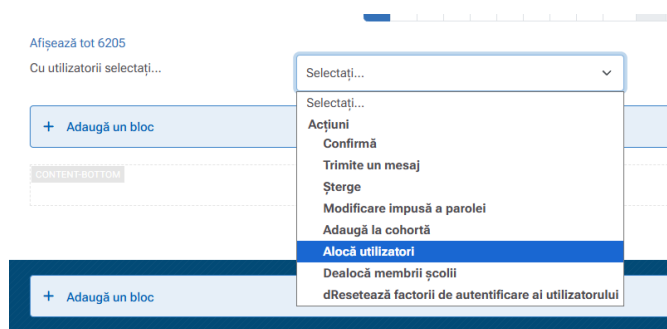 Afișează tot 6205
Cu utilizatorii selectați...
Selectați...
Selectați...
Acțiuni
Confirmă
Trimite un mesaj
Șterge
Modificare impusă a parolei
Adaugă la cohortă
Alocă utilizatori
Dealocă membrii școlii
dResetează factorii de autentificare ai utilizatorului
+ Adaugă un bloc
CONTENT-BOTTOM
+ Adaugă un bloc